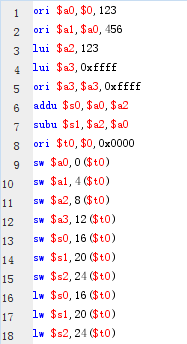 1 ori $a0,$0,123
2 ori $a1,$a0,456
3 lui $a2,123
4 lui $a3,0xffff
5 ori $a3,$a3,0xffff
6 addu $s0,$a0,$a2
7 subu $s1,$a2,$a0
8 ori $t0,$0,0x0000
9 sw $a0,0($t0)
10 sw $a1,4($t0)
11 sw $a2,8($t0)
12 sw $a3,12($t0)
13 sw $s0,16($t0)
14 sw $s1,20($t0)
15 sw $s2,24($t0)
16 lw $s0,16($t0)
17 lw $s1,20($t0)
18 lw $s2,24($t0)